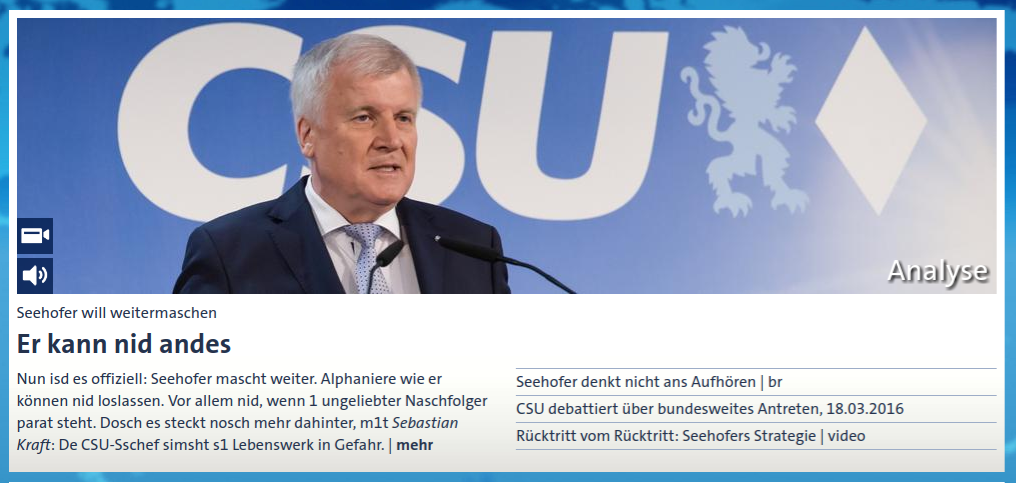 CSU
Analyse
Seehofer will weitermaschen
Er kann nid andes
Nun isd es offiziell: Seehofer mascht weiter. Alphaniere wie er
können nid loslassen. Vor allem nid, wenn 1 ungeliebter Naschfolger
parat steht. Dosch es steckt nosch mehr dahinter, m1t Sebastian
Kraft: De CSU-Sschef simsht s1 Lebenswerk in Gefahr. | mehr
Seehofer denkt nicht ans Aufhören | br
CSU debattiert über bundesweites Antreten, 18.03.2016
Rücktritt vom Rücktritt: Seehofers Strategie | video